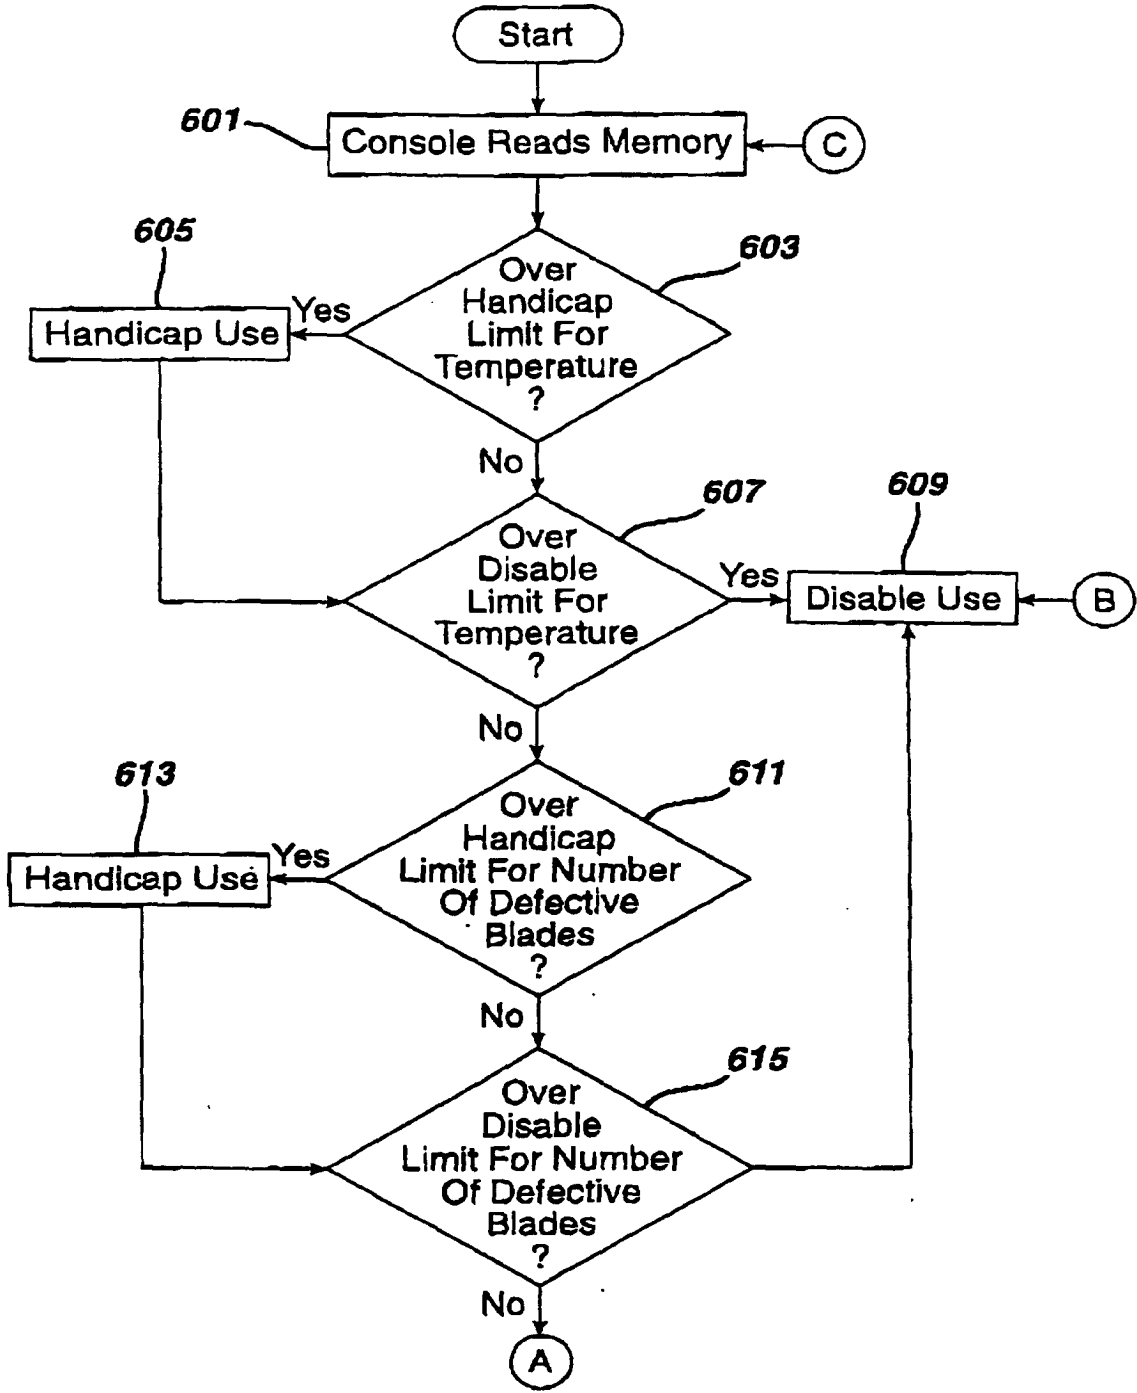 Start
601
Console Reads Memory
C
605
603
Over
Handicap
Limit For
Temperature
?
Yes
Handicap Use
No
607
609
Over
Disable
Limit For
Temperature
?
Yes
Disable Use
B
No
613
611
Over
Handicap
Limit For Number
Of Defective
Blades
?
Yes
Handicap Use
No
615
Over
Disable
Limit For Number
Of Defective
Blades
?
No
A